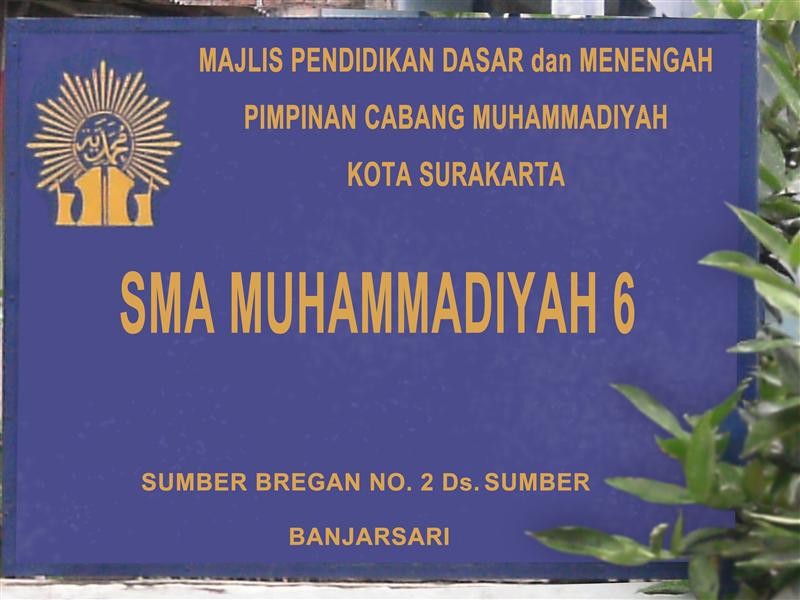 MAJLIS PENDIDIKAN DASAR dan MENENGAH
PIMPINAN CABANG MUHAMMADIYAH
KOTA SURAKARTA
محمدية
SMA MUHAMMADIYAH 6
SUMBER BREGAN NO. 2 Ds. SUMBER
BANJARSARI